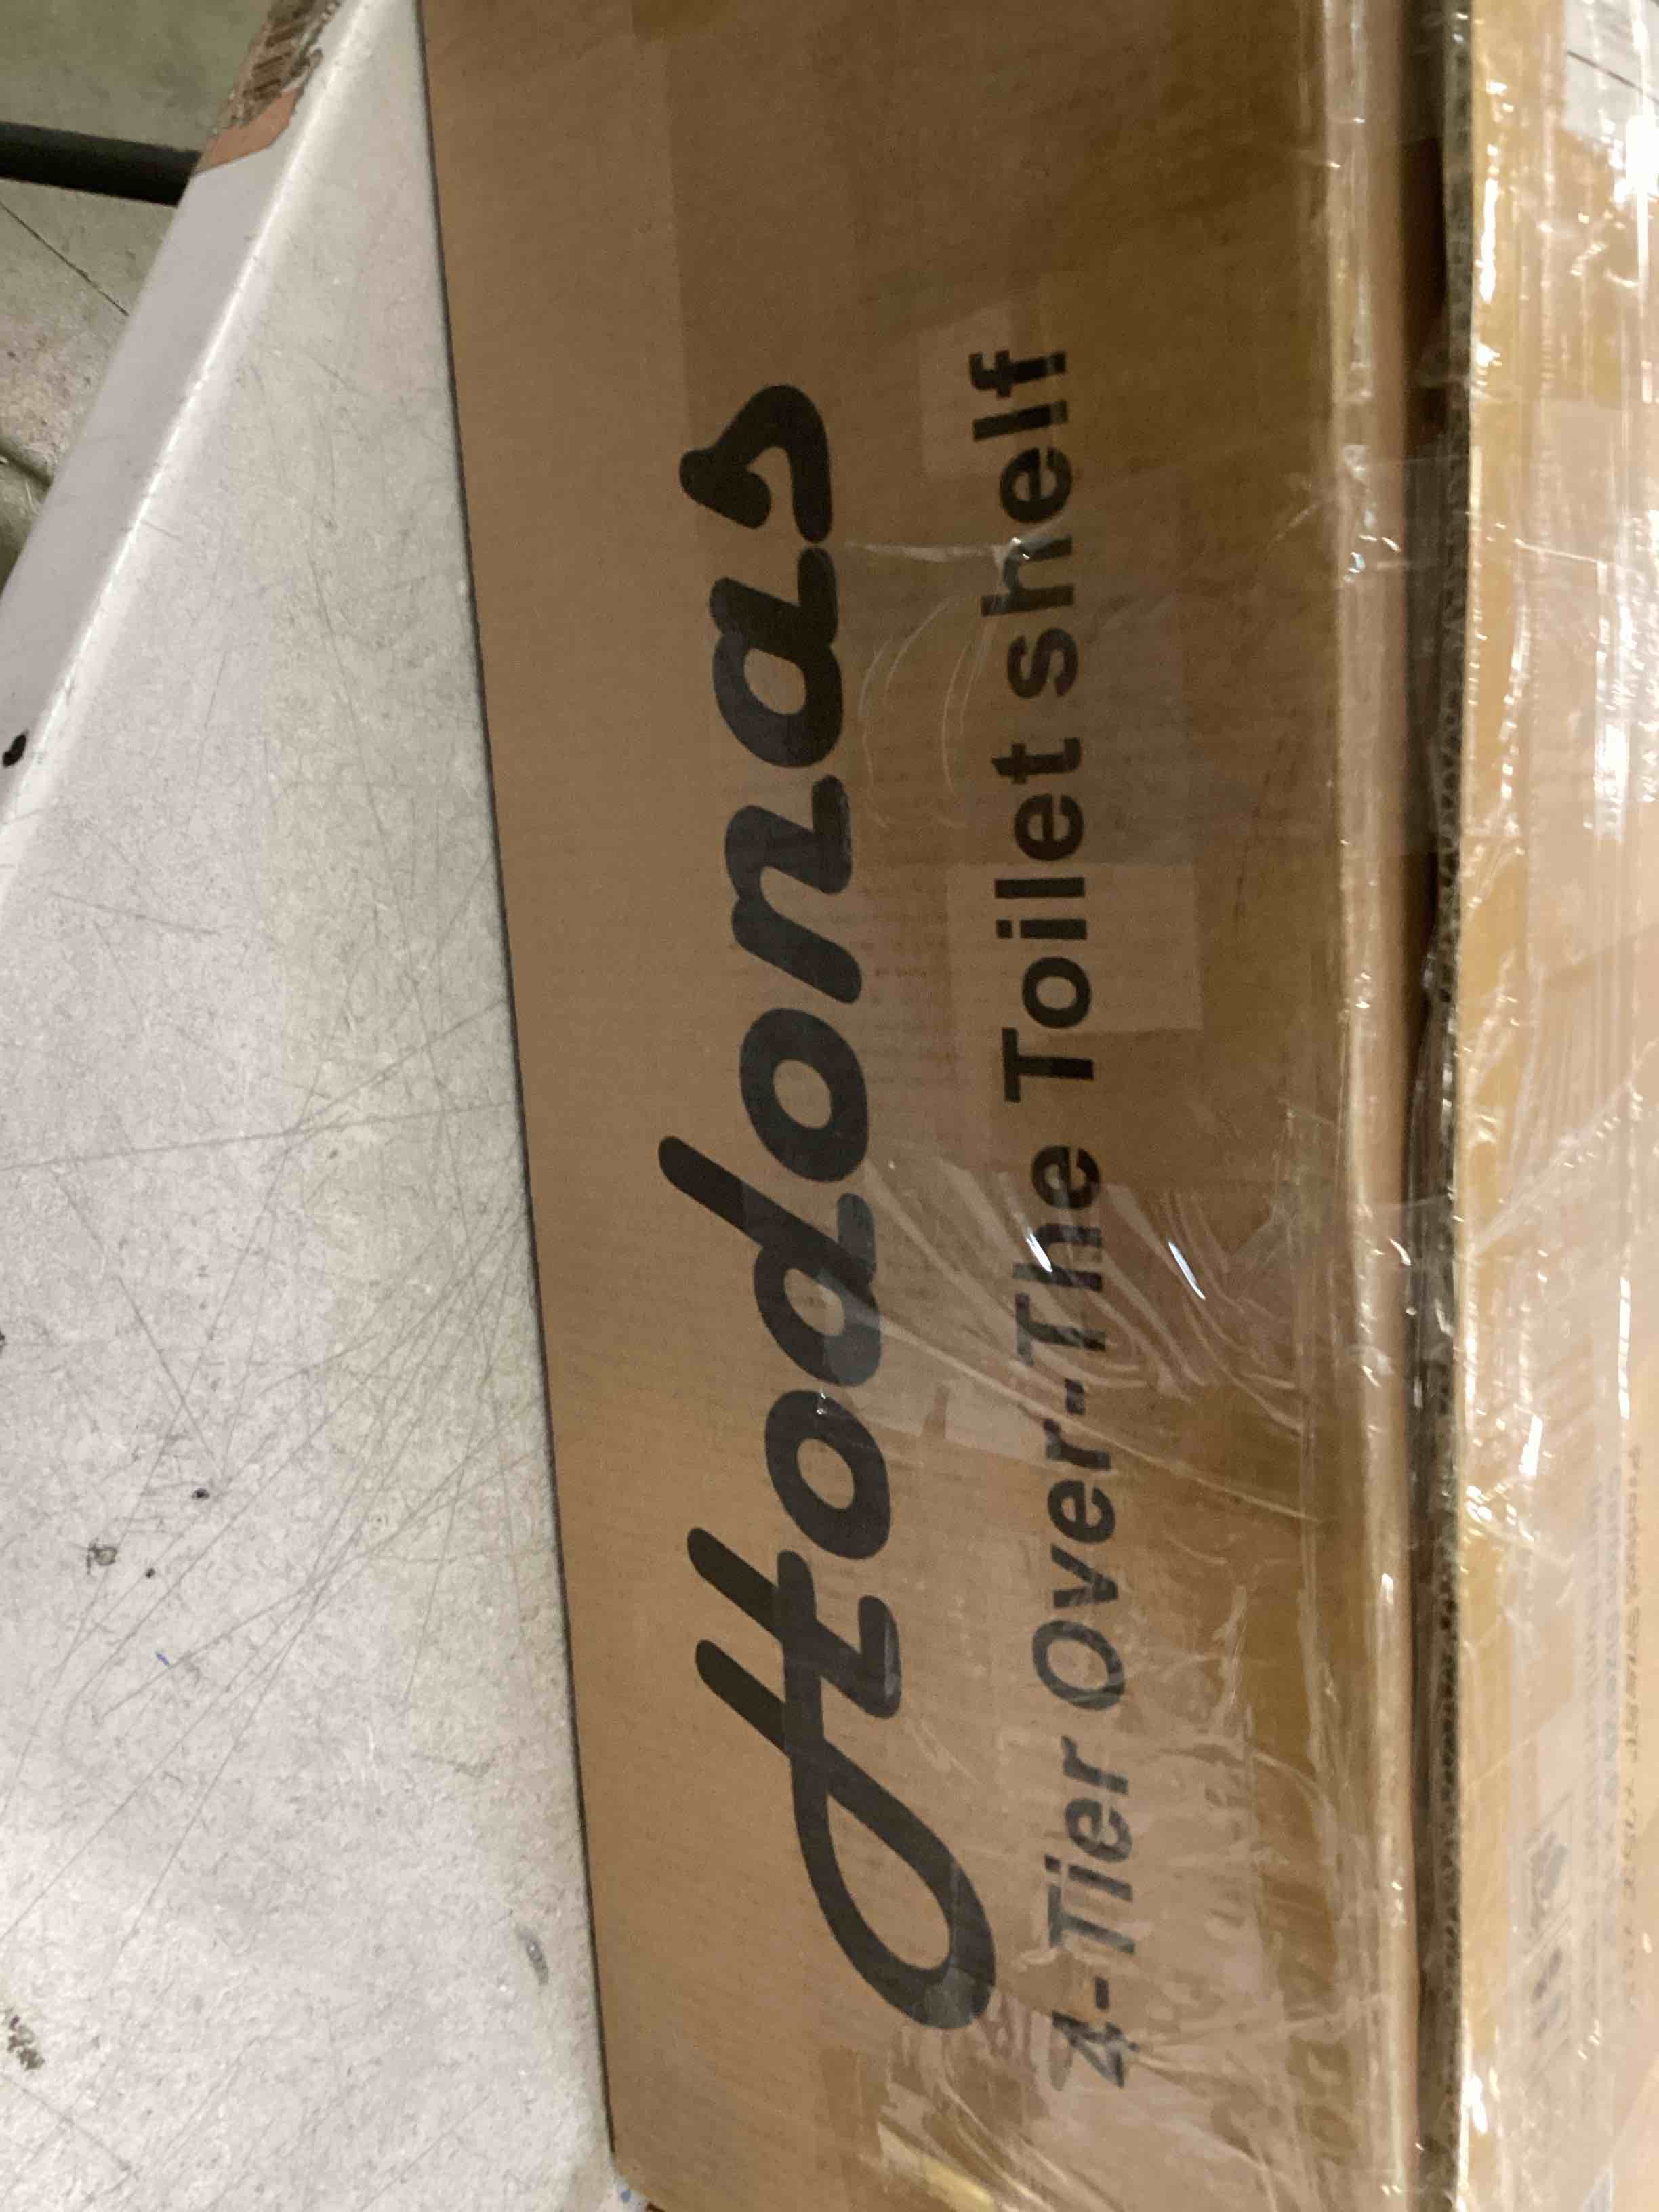 Hodonas
4-Tier Over-The Toilet shelf